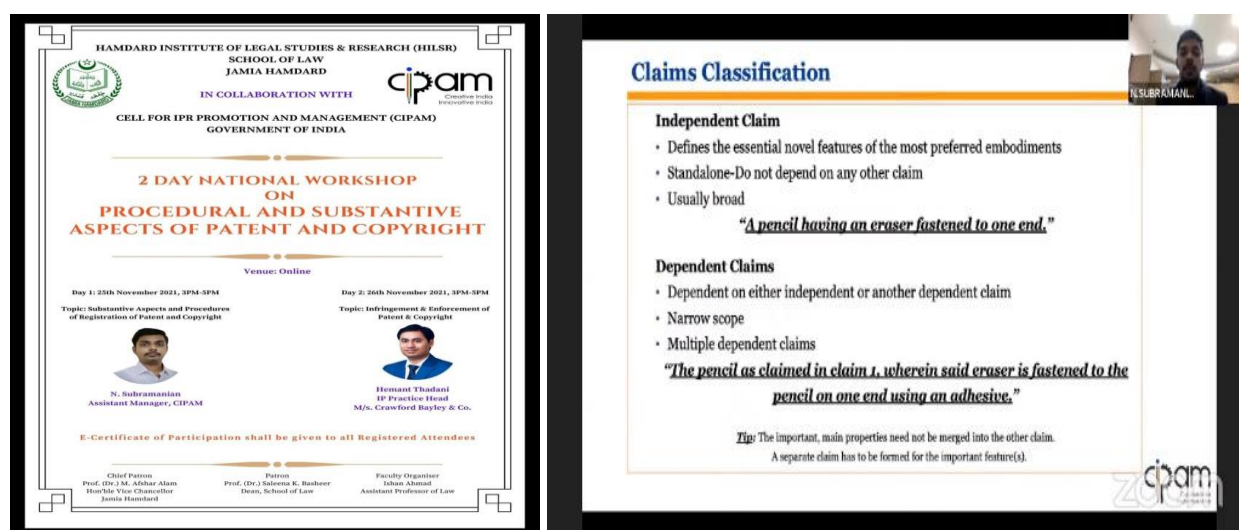 HAMDARD INSTITUTE OF LEGAL STUDIES & RESEARCH (HILSR)
SCHOOL OF LAW
JAMIA HAMDARD
IN COLLABORATION WITH
cipam
Creative India
Innovative India
CELL FOR IPR PROMOTION AND MANAGEMENT (CIPAM)
GOVERNMENT OF INDIA
2 DAY NATIONAL WORKSHOP
ON
PROCEDURAL AND SUBSTANTIVE
ASPECTS OF PATENT AND COPYRIGHT
Venue: Online
Day 1: 25th November 2021, 3PM-5PM
Topic: Substantive Aspects and Procedures
of Registration of Patent and Copyright
N. Subramanian
Assistant Manager, CIPAM
Day 2: 26th November 2021, 3PM-5PM
Topic: Infringement & Enforcement of
Patent & Copyright
Hemant Thadani
IP Practice Head
M/s. Crawford Bayley & Co.
E-Certificate of Participation shall be given to all Registered Attendees
Chief Patron
Prof. (Dr.) M. Afshar Alam
Hon'ble Vice Chancellor
Jamia Hamdard
Patron
Prof. (Dr.) Saleena K. Basheer
Dean, School of Law
Faculty Organiser
Ishan Ahmad
Assistant Professor of Law
N.SUBRAMANI...
Claims Classification
Independent Claim
• Defines the essential novel features of the most preferred embodiments
• Standalone-Do not depend on any other claim
• Usually broad
“A pencil having an eraser fastened to one end.”
Dependent Claims
• Dependent on either independent or another dependent claim
• Narrow scope
• Multiple dependent claims
“The pencil as claimed in claim 1, wherein said eraser is fastened to the
pencil on one end using an adhesive.”
Tip: The important, main properties need not be merged into the other claim.
A separate claim has to be formed for the important feature(s).
cipam
zoom